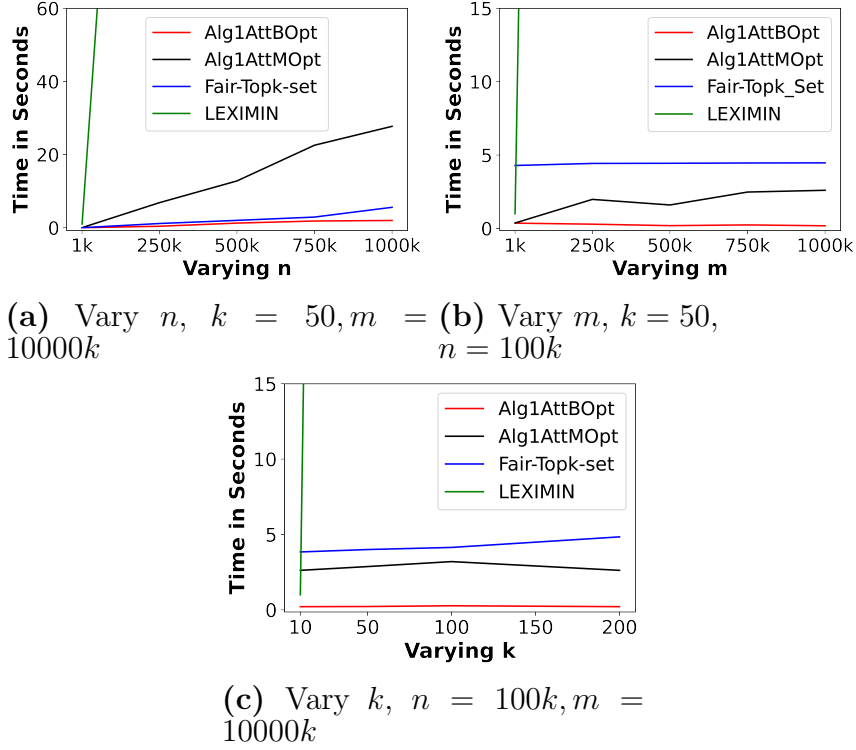 60
40
20
0
Time in Seconds
Alg1AttBOpt
Alg1AttMOpt
Fair-Topk-set
LEXIMIN
1k 250k 500k 750k 1000k
Varying n
(a) Vary n, k = 50, m =
10000k
15
10
5
0
Time in Seconds
Alg1AttBOpt
Alg1AttMOpt
Fair-Topk_Set
LEXIMIN
1k 250k 500k 750k 1000k
Varying m
(b) Vary m, k = 50,
n = 100k
15
10
5
0
Time in Seconds
Alg1AttBOpt
Alg1AttMOpt
Fair-Topk-set
LEXIMIN
10 50 100 150 200
Varying k
(c) Vary k, n = 100k, m =
10000k